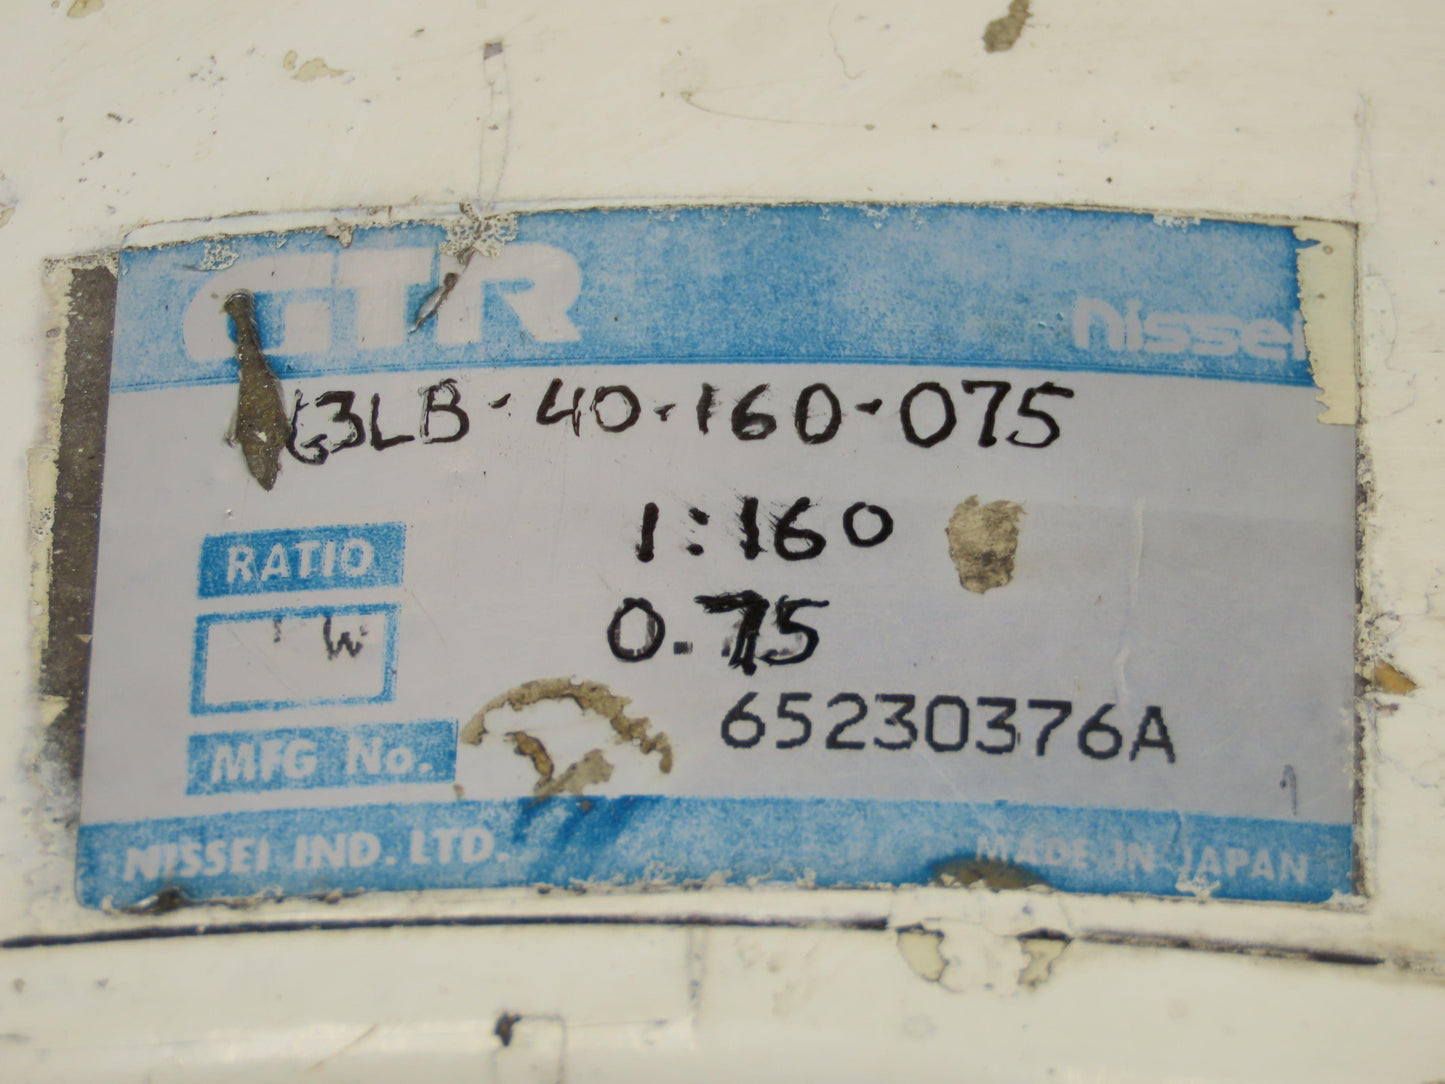 GTR
nissei
G3LB-40-160-075
RATIO 1:160
W 0.75
MFG No. 65230376A
NISSEI IND. LTD. MADE IN JAPAN